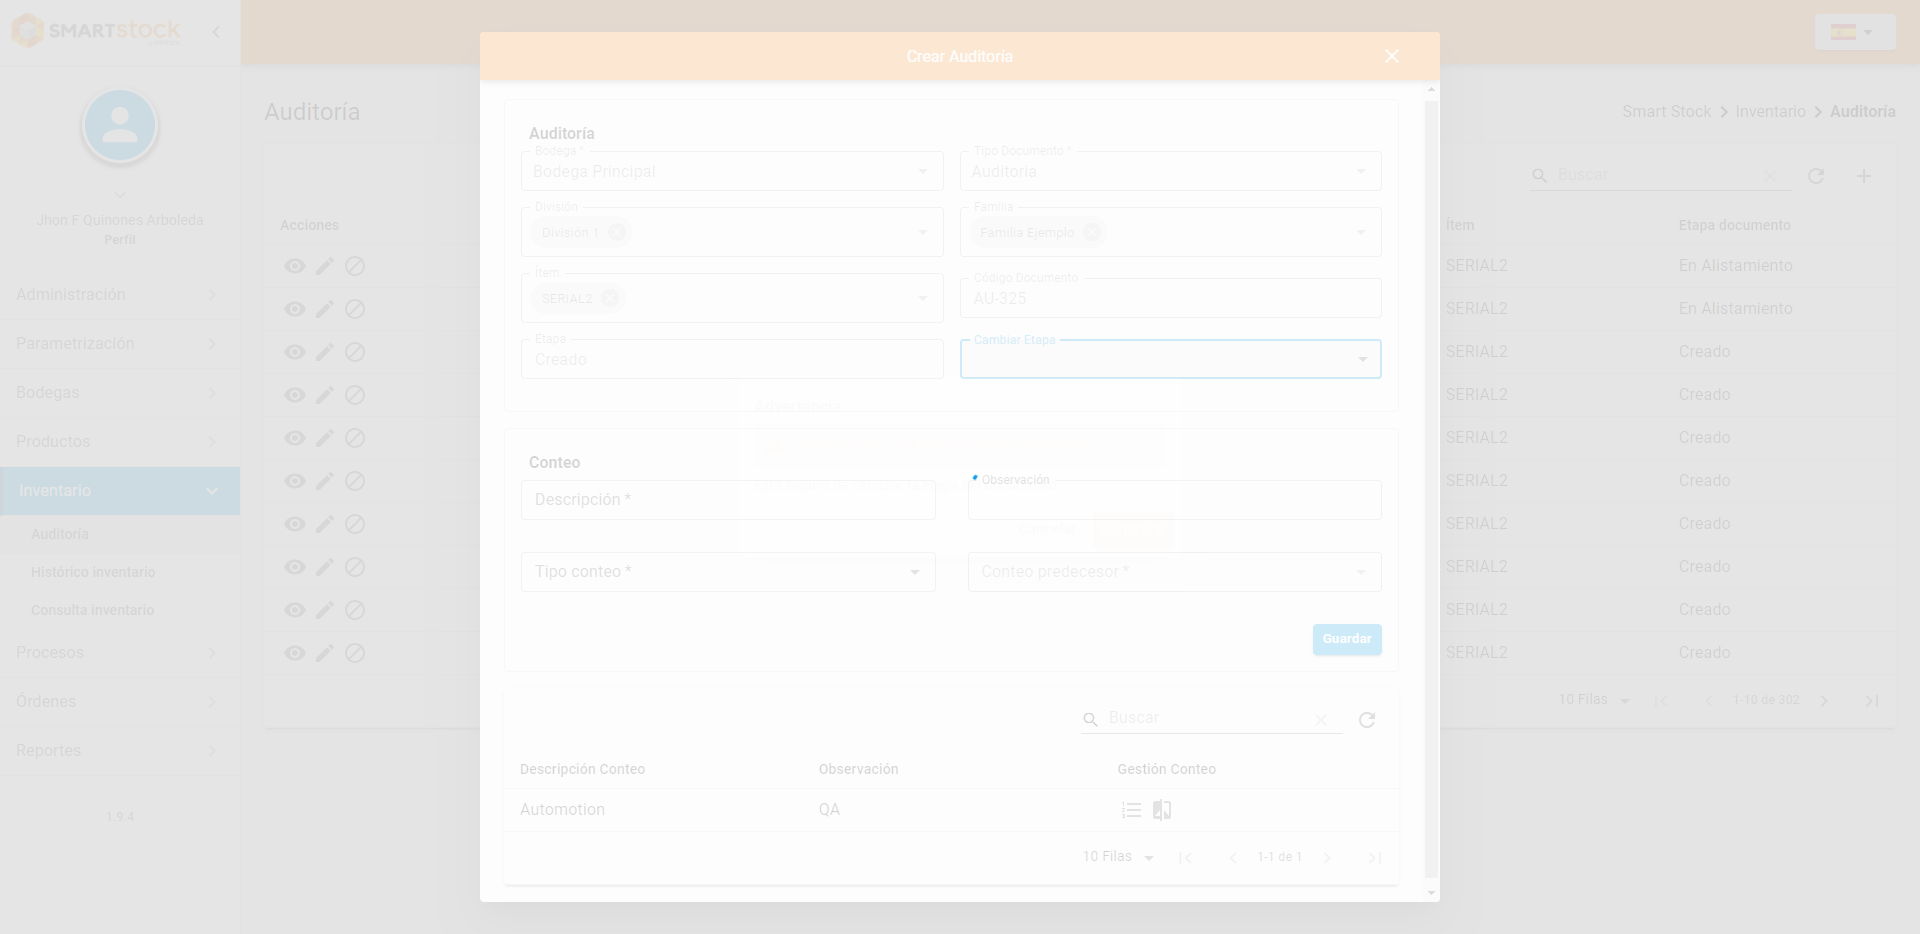 SMARTstock
Crear Auditoría
Auditoría
Smart Stock
Inventario
Auditoría
Jhon F Quinones Arboleda
Perfil
Administración
Parametrización
Bodegas
Productos
Inventario
Auditoría
Histórico inventario
Consulta inventario
Procesos
Órdenes
Reportes
1.9.4
Acciones
Auditoría
Bodega *
Bodega Principal
Tipo Documento *
Auditoria
División
División 1
Familia
Familia Ejemplo
Ítem
SERIAL2
Código Documento
AU-325
Etapa
Creado
Cambiar Etapa
Advertencia
Conteo
Descripción *
Observación
Tipo conteo *
Conteo predecesor *
Guardar
Buscar
Descripción Conteo
Observación
Gestión Conteo
Automotion
QA
10 Filas
1-1 de 1
Buscar
Ítem
Etapa documento
SERIAL2
En Alistamiento
SERIAL2
En Alistamiento
SERIAL2
Creado
SERIAL2
Creado
SERIAL2
Creado
SERIAL2
Creado
SERIAL2
Creado
SERIAL2
Creado
SERIAL2
Creado
SERIAL2
Creado
10 Filas
1-10 de 302